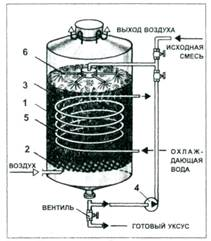 ВЫХОД ВОЗДУХА
ИСХОДНАЯ
СМЕСЬ
6
3
1
5
2
ОХЛАЖ-
ДАЮЩАЯ
ВОДА
ВОЗДУХ
4
ВЕНТИЛЬ
ГОТОВЫЙ УКСУС